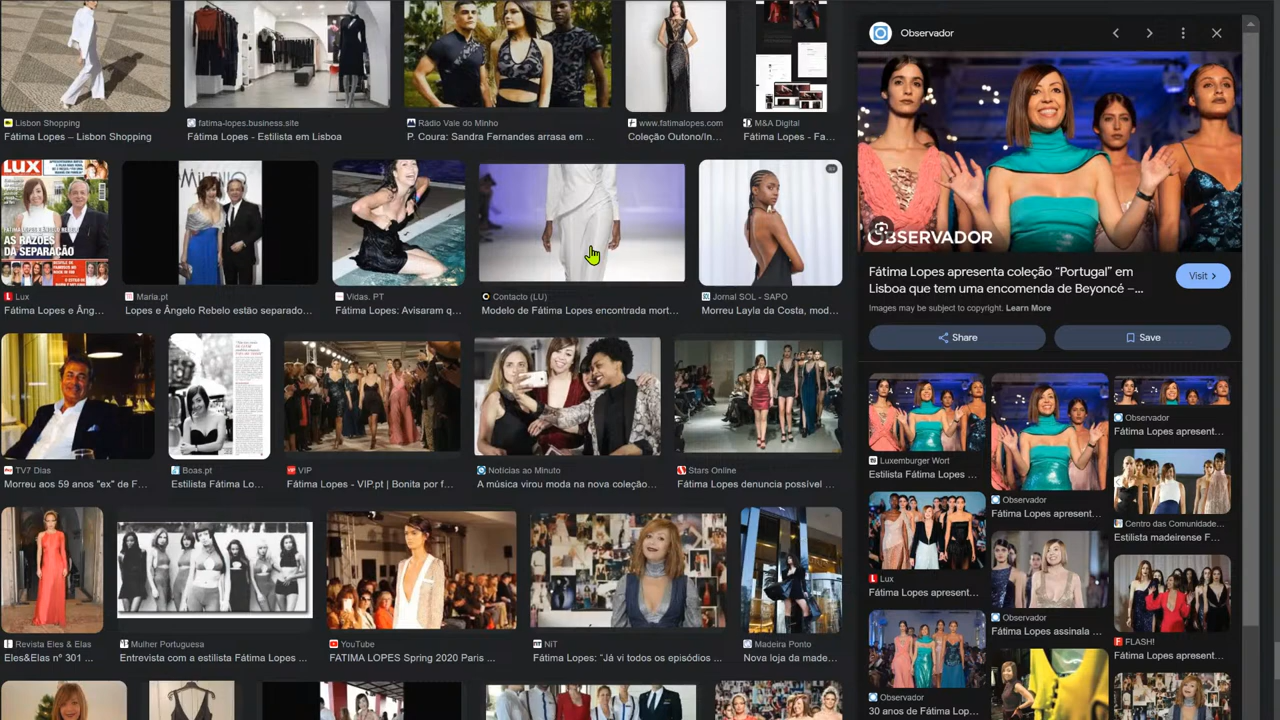 Lisbon Shopping
Fátima Lopes – Lisbon Shopping
fatima-lopes.business.site
Fátima Lopes - Estilista em Lisboa
Rádio Vale do Minho
P. Coura: Sandra Fernandes arrasa em ...
www.fatimalopes.com
Coleção Outono/In...
M&A Digital
Fátima Lopes - Fa...
LUX
AS RAZÕES
DA SEPARAÇÃO
Lux
Fátima Lopes e Âng...
Maria.pt
Lopes e Ângelo Rebelo estão separado...
Vidas. PT
Fátima Lopes: Avisaram q...
Contacto (LU)
Modelo de Fátima Lopes encontrada mort...
Jornal SOL - SAPO
Morreu Layla da Costa, mod...
TV7 Dias
Morreu aos 59 anos "ex" de F...
Boas.pt
Estilista Fátima Lo...
VIP
Fátima Lopes - VIP.pt | Bonita por f...
Notícias ao Minuto
A música virou moda na nova coleção...
Stars Online
Fátima Lopes denuncia possível ...
Revista Eles & Elas
Eles&Elas nº 301 ...
Mulher Portuguesa
Entrevista com a estilista Fátima Lopes ...
YouTube
FATIMA LOPES Spring 2020 Paris ...
NiT
Fátima Lopes: "Já vi todos os episódios ...
Madeira Ponto
Nova loja da made...
Observador
OBSERVADOR
Fátima Lopes apresenta coleção “Portugal” em
Lisboa que tem uma encomenda de Beyoncé –...
Visit
Images may be subject to copyright. Learn More
Share
Save
Luxemburger Wort
Estilista Fátima Lopes ...
Observador
Fátima Lopes apresent...
Observador
Fátima Lopes apresent...
Centro das Comunidade...
Estilista madeirense F...
Lux
Fátima Lopes apresent...
Observador
Fátima Lopes assinala ...
FLASH!
Fátima Lopes apresent...
Observador
30 anos de Fátima Lop...